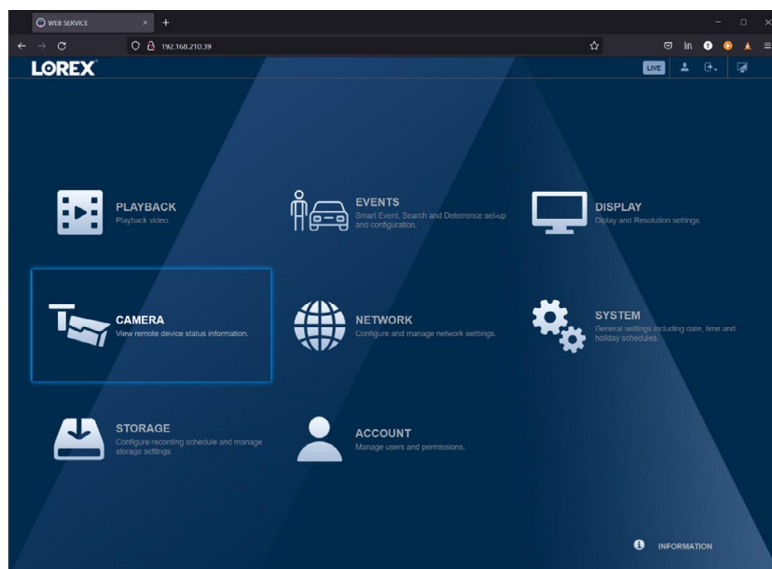 WEB SERVICE
192.168.210.39
LOREX
LIVE
PLAYBACK
Playback video.
EVENTS
Smart Event, Search and Deterrence set-up
and configuration.
DISPLAY
Diplay and Resolution settings.
CAMERA
View remote device status information.
NETWORK
Configure and manage network settings.
SYSTEM
General settings including date, time and
holiday schedules.
STORAGE
Configure recording schedule and manage
storage settings.
ACCOUNT
Manage users and permissions.
INFORMATION